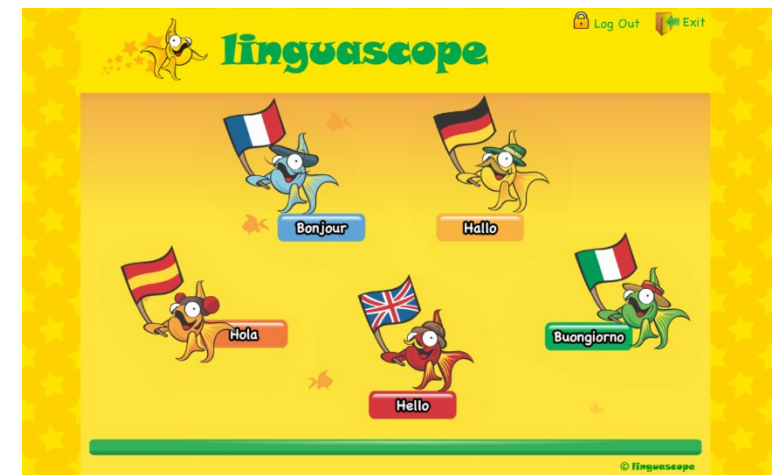 Log Out
Exit
linguascope
Bonjour
Hallo
Hola
Buongiorno
Hello
© linguascope